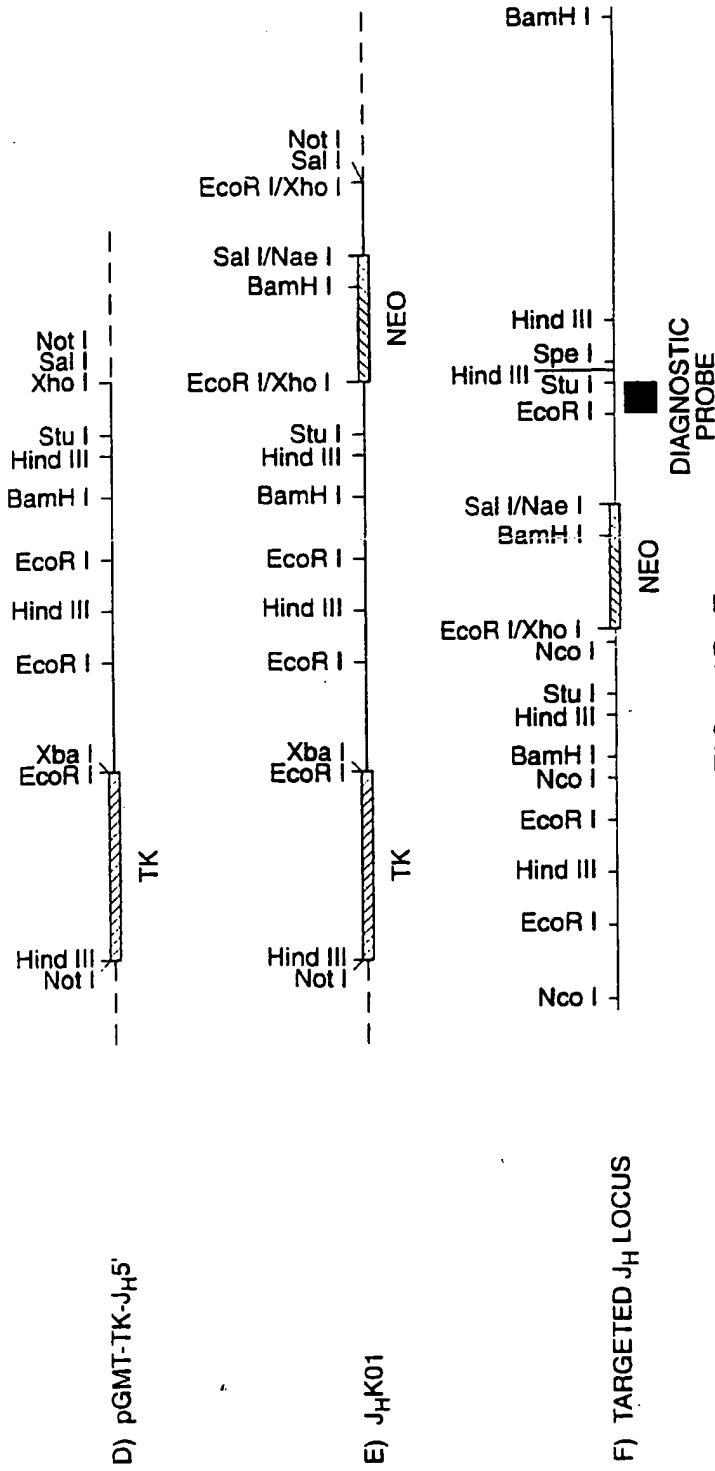 D) pGMT-TK-JH5'
Not I
Hind III
TK
EcoR I
Xba I
EcoR I
Hind III
EcoR I
BamH I
Hind III
Stu I
Xho I
Sal I
Not I
E) JHK01
Not I
Hind III
TK
EcoR I
Xba I
EcoR I
Hind III
EcoR I
BamH I
Hind III
Stu I
EcoR I/Xho I
NEO
BamH I
Sal I/Nae I
EcoR I/Xho I
Sal I
Not I
F) TARGETED JH LOCUS
Nco I
EcoR I
Hind III
EcoR I
Nco I
BamH I
Hind III
Stu I
Nco I
EcoR I/Xho I
NEO
BamH I
Sal I/Nae I
EcoR I
Stu I
Hind III
Spe I
Hind III
BamH I
DIAGNOSTIC
PROBE